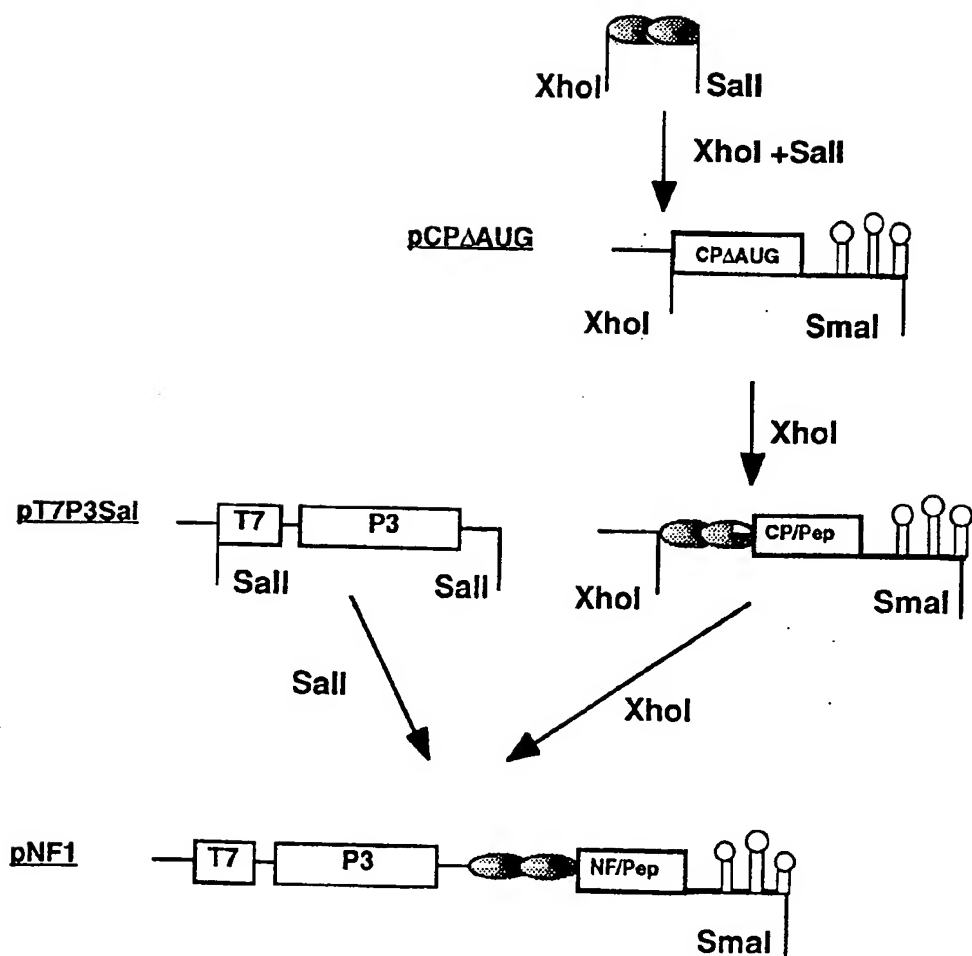 XhoI SalI
XhoI +SalI
pCPΔAUG
CPΔAUG
XhoI SmaI
XhoI
pT7P3Sal
T7 P3
SalI SalI
CP/Pep
XhoI SmaI
SalI
XhoI
pNF1
T7 P3 NF/Pep
SmaI